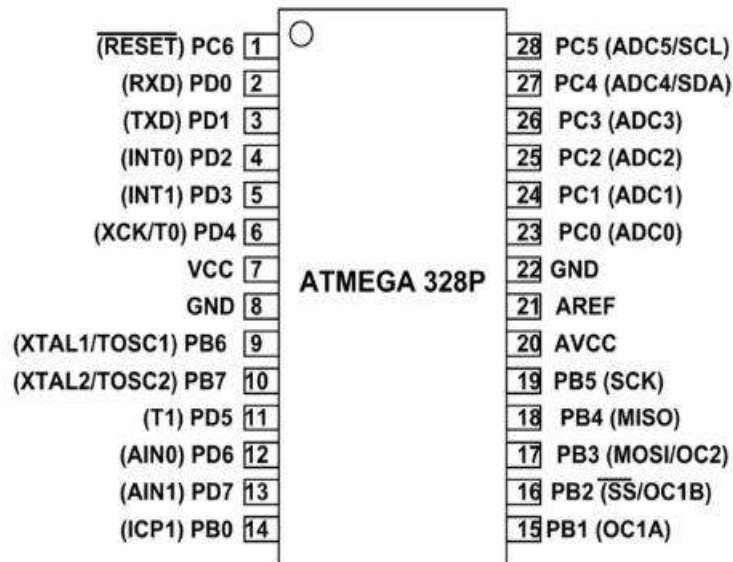 (RESET) PC6 1
(RXD) PD0 2
(TXD) PD1 3
(INT0) PD2 4
(INT1) PD3 5
(XCK/T0) PD4 6
VCC 7
GND 8
(XTAL1/TOSC1) PB6 9
(XTAL2/TOSC2) PB7 10
(T1) PD5 11
(AIN0) PD6 12
(AIN1) PD7 13
(ICP1) PB0 14
ATMEGA 328P
28 PC5 (ADC5/SCL)
27 PC4 (ADC4/SDA)
26 PC3 (ADC3)
25 PC2 (ADC2)
24 PC1 (ADC1)
23 PC0 (ADC0)
22 GND
21 AREF
20 AVCC
19 PB5 (SCK)
18 PB4 (MISO)
17 PB3 (MOSI/OC2)
16 PB2 (SS/OC1B)
15 PB1 (OC1A)